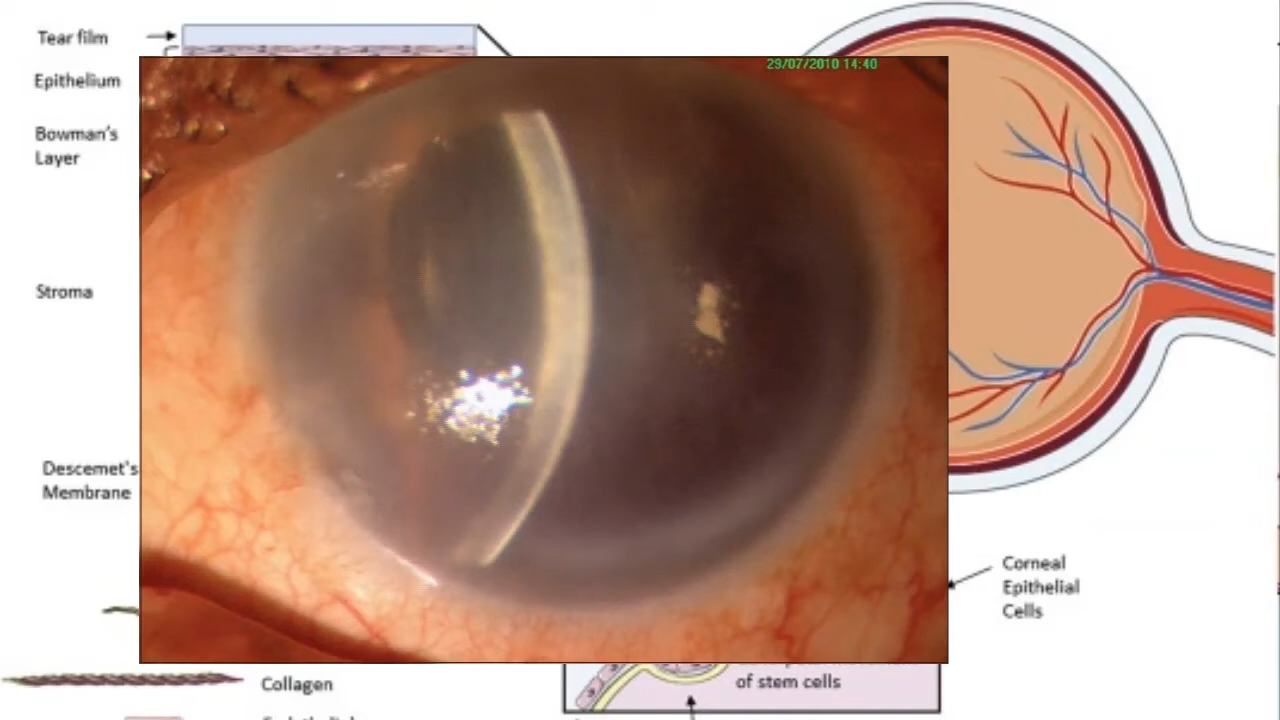 Tear film
29/07/2010 14:40
Epithelium
Bowman's
Layer
Stroma
Descemet's
Membrane
Corneal
Epithelial
Cells
of stem cells
Collagen